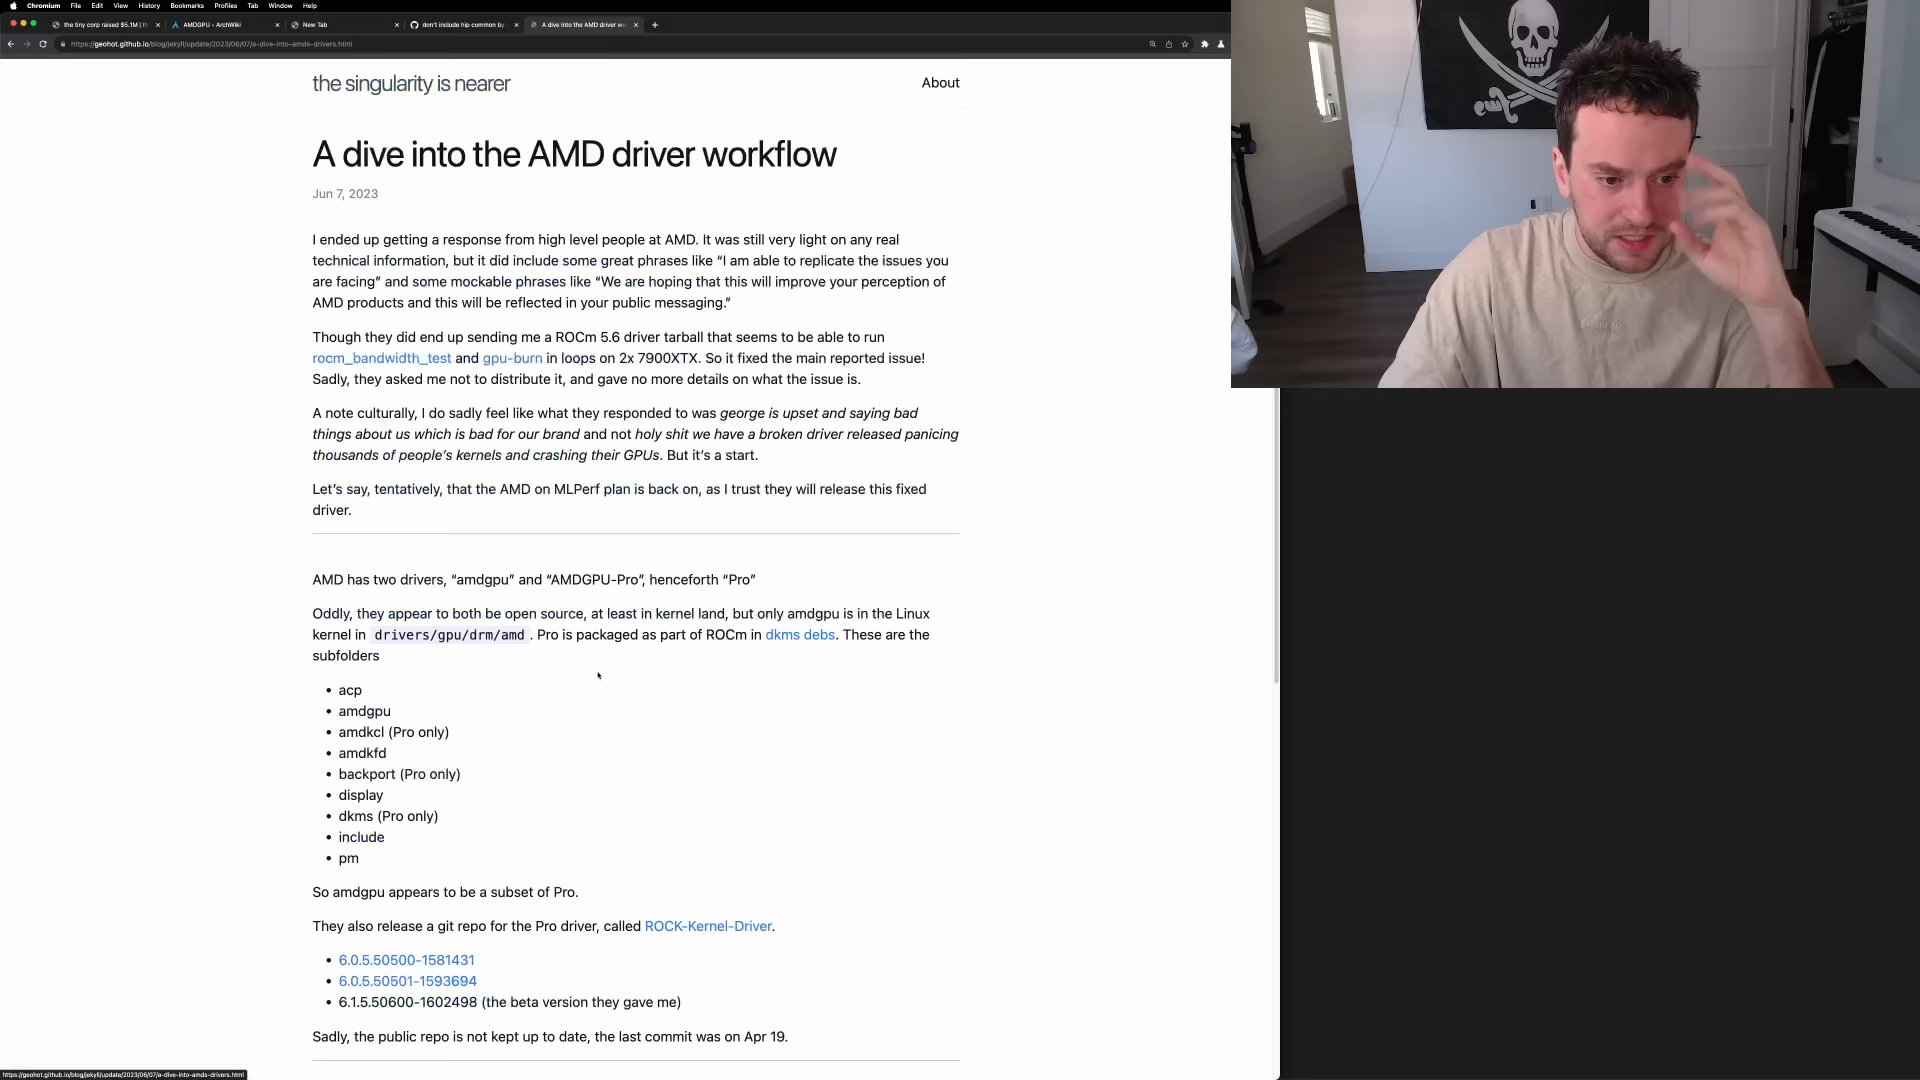 Chromium File Edit View History Bookmarks Profiles Tab Window Help
the tiny corp raised $5.1M | th
AMDGPU - ArchWiki
New Tab
don't include hip common by
A dive into the AMD driver wo
https://geohot.github.io/blog/jekyll/update/2023/06/07/a-dive-into-amds-drivers.html
the singularity is nearer
About
A dive into the AMD driver workflow
Jun 7, 2023
I ended up getting a response from high level people at AMD. It was still very light on any real
technical information, but it did include some great phrases like “I am able to replicate the issues you
are facing” and some mockable phrases like “We are hoping that this will improve your perception of
AMD products and this will be reflected in your public messaging.”
Though they did end up sending me a ROCm 5.6 driver tarball that seems to be able to run
rocm_bandwidth_test and gpu-burn in loops on 2x 7900XTX. So it fixed the main reported issue!
Sadly, they asked me not to distribute it, and gave no more details on what the issue is.
A note culturally, I do sadly feel like what they responded to was george is upset and saying bad
things about us which is bad for our brand and not holy shit we have a broken driver released panicing
thousands of people’s kernels and crashing their GPUs. But it’s a start.
Let’s say, tentatively, that the AMD on MLPerf plan is back on, as I trust they will release this fixed
driver.
AMD has two drivers, “amdgpu” and “AMDGPU-Pro”, henceforth “Pro”
Oddly, they appear to both be open source, at least in kernel land, but only amdgpu is in the Linux
kernel in drivers/gpu/drm/amd . Pro is packaged as part of ROCm in dkms debs. These are the
subfolders
• acp
• amdgpu
• amdkcl (Pro only)
• amdkfd
• backport (Pro only)
• display
• dkms (Pro only)
• include
• pm
So amdgpu appears to be a subset of Pro.
They also release a git repo for the Pro driver, called ROCK-Kernel-Driver.
• 6.0.5.50500-1581431
• 6.0.5.50501-1593694
• 6.1.5.50600-1602498 (the beta version they gave me)
Sadly, the public repo is not kept up to date, the last commit was on Apr 19.
https://geohot.github.io/blog/jekyll/update/2023/06/07/a-dive-into-amds-drivers.html